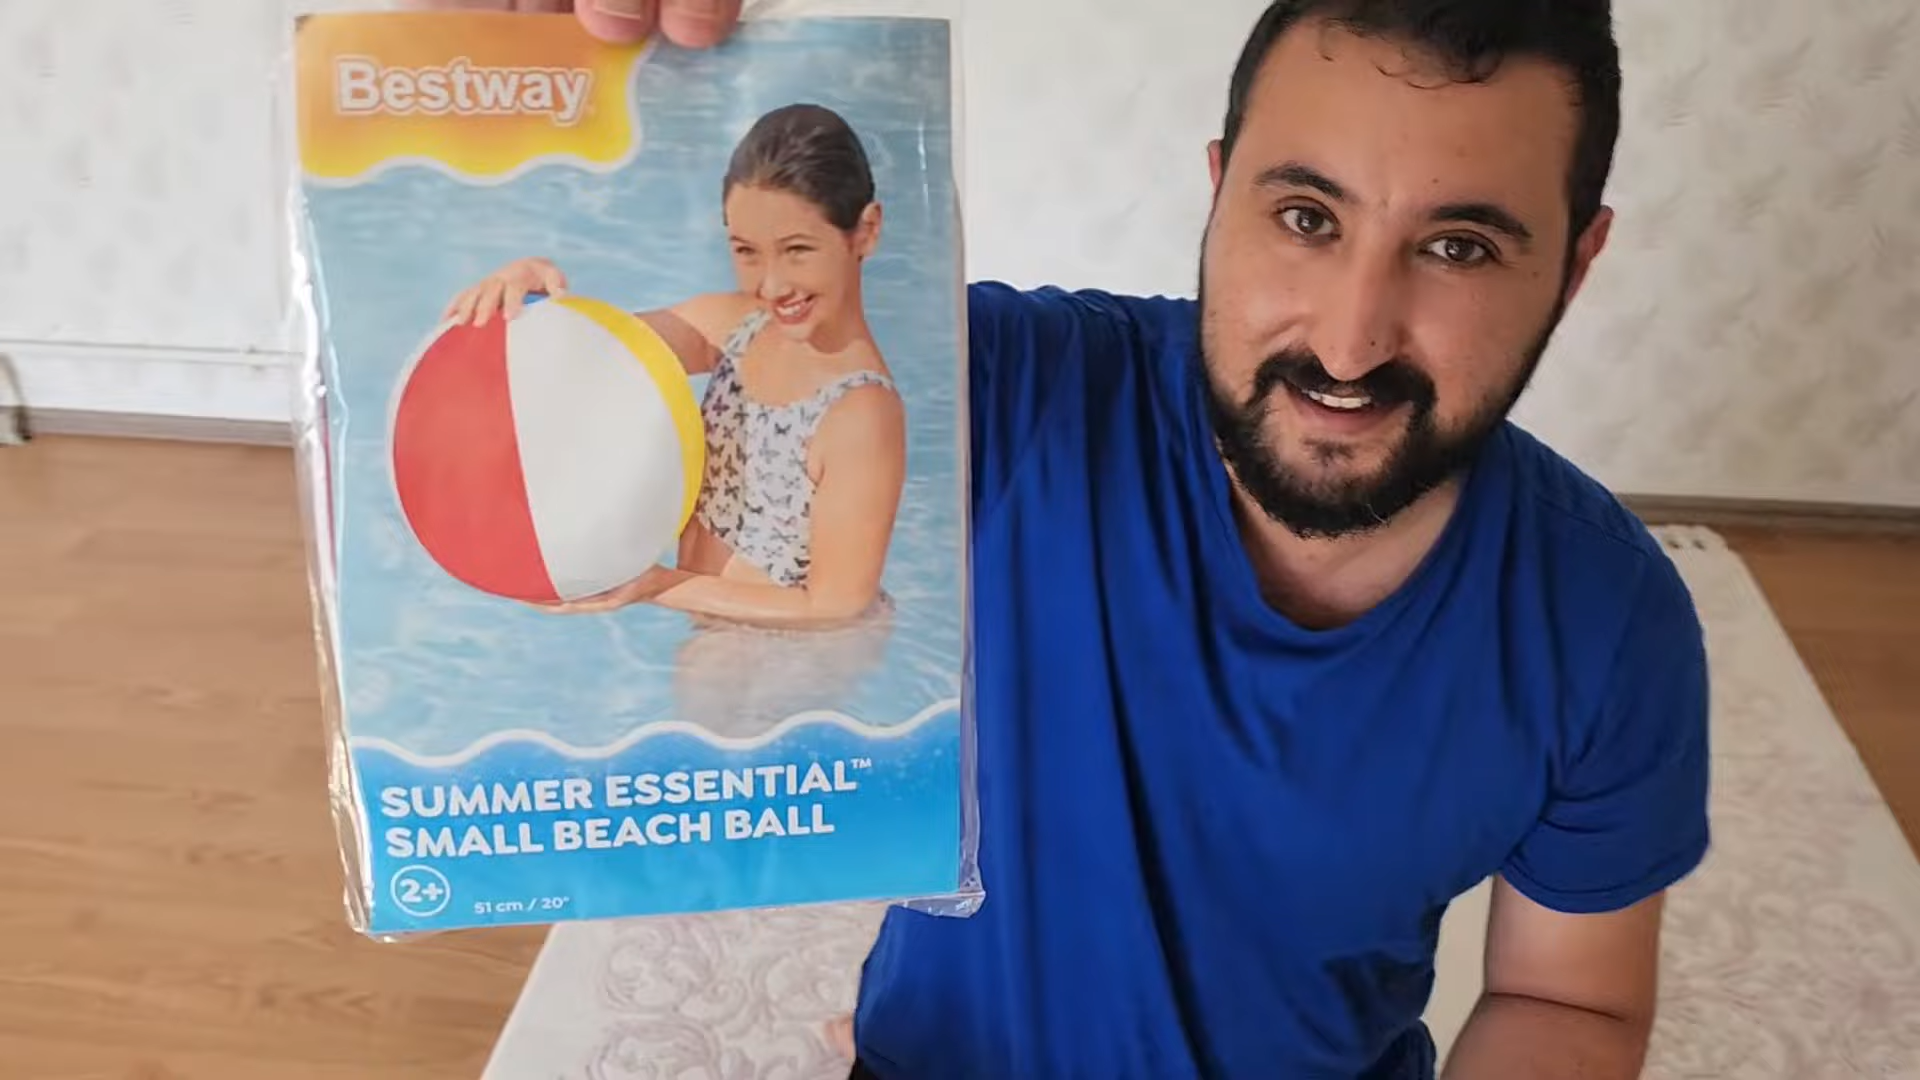 Bestway
SUMMER ESSENTIAL™
SMALL BEACH BALL
2+
51 cm / 20"